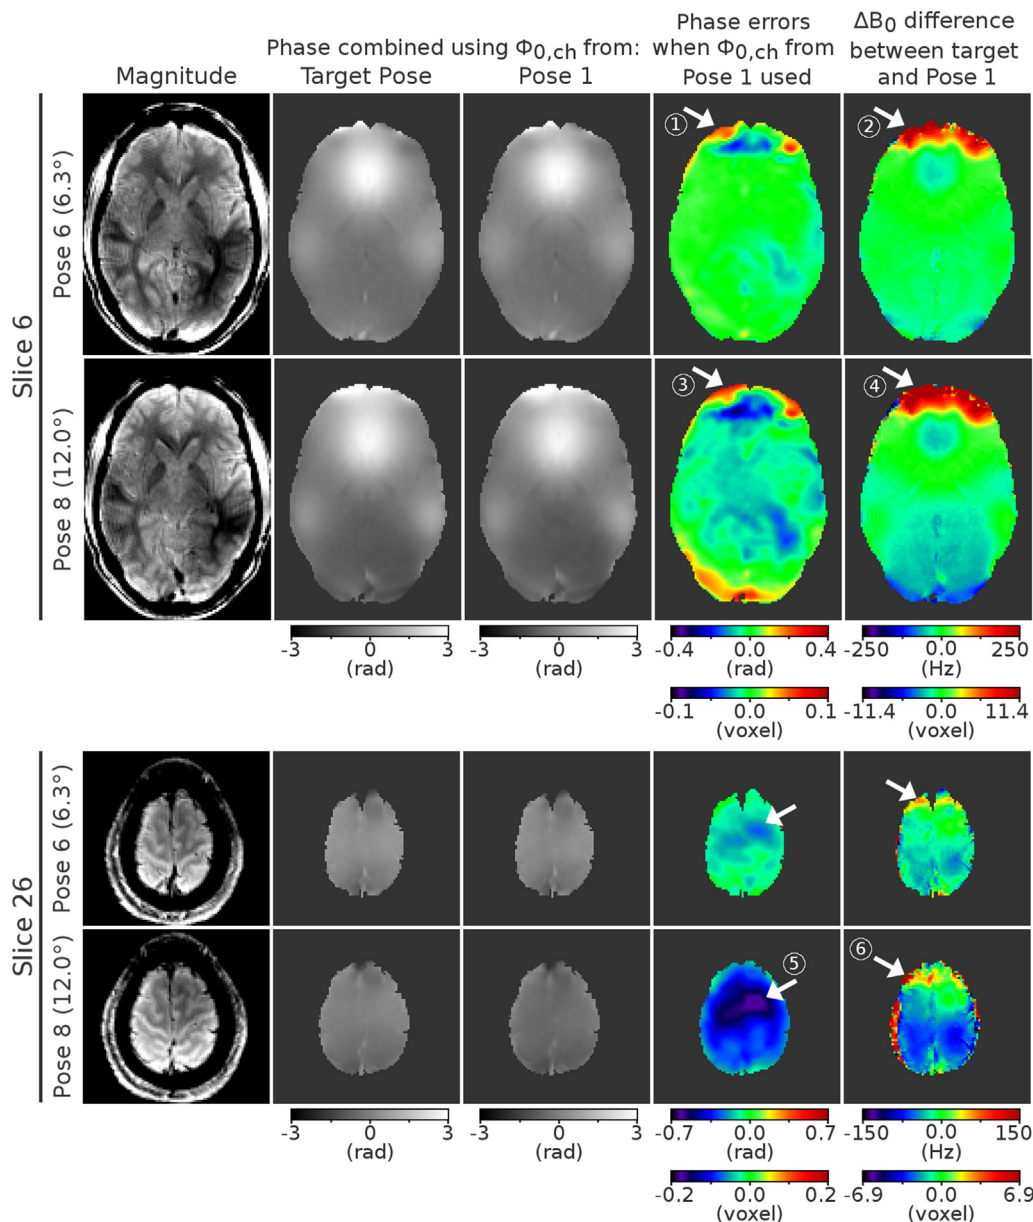 Phase combined using Φ0,ch from:
Phase errors
when Φ0,ch from
Pose 1 used
ΔB0 difference
between target
and Pose 1
Magnitude
Target Pose
Pose 1
Slice 6
Pose 6 (6.3°)
① ②
Pose 8 (12.0°)
③ ④
-3 0 3
(rad)
-3 0 3
(rad)
-0.4 0.0 0.4
(rad)
-250 0.0 250
(Hz)
-0.1 0.0 0.1
(voxel)
-11.4 0.0 11.4
(voxel)
Slice 26
Pose 6 (6.3°)
Pose 8 (12.0°)
⑤ ⑥
-3 0 3
(rad)
-3 0 3
(rad)
-0.7 0.0 0.7
(rad)
-150 0.0 150
(Hz)
-0.2 0.0 0.2
(voxel)
-6.9 0.0 6.9
(voxel)